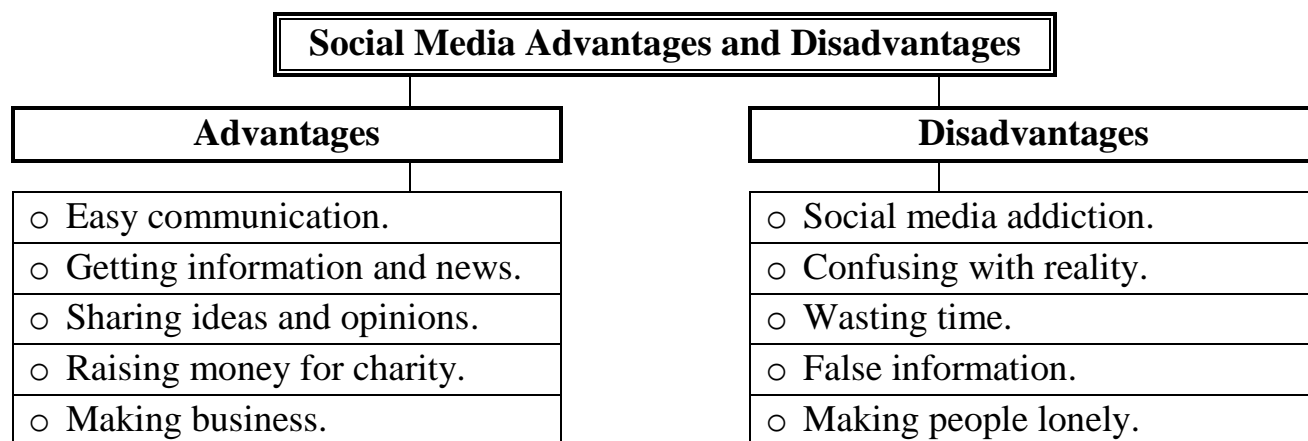 Social Media Advantages and Disadvantages
Advantages
o Easy communication.
o Getting information and news.
o Sharing ideas and opinions.
o Raising money for charity.
o Making business.
Disadvantages
o Social media addiction.
o Confusing with reality.
o Wasting time.
o False information.
o Making people lonely.